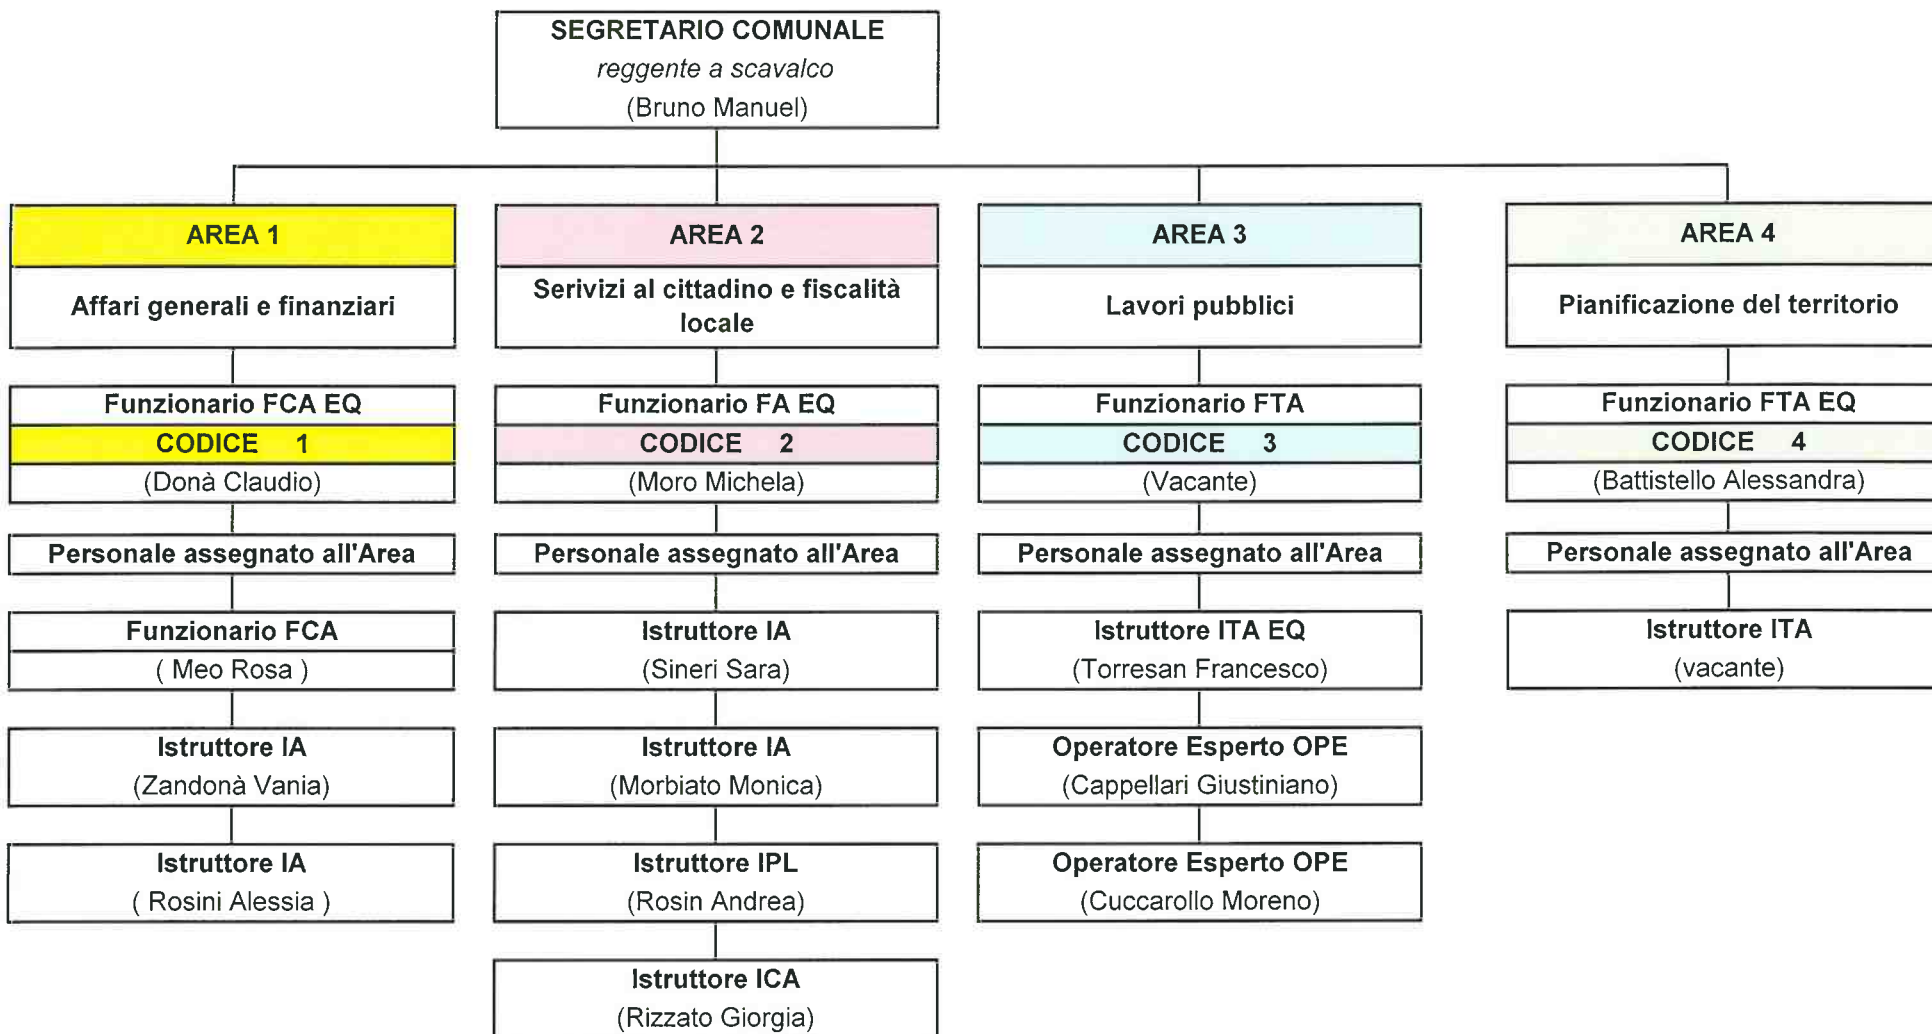 SEGRETARIO COMUNALE
reggente a scavalco
(Bruno Manuel)
AREA 1
Affari generali e finanziari
Funzionario FCA EQ
CODICE 1
(Donà Claudio)
Personale assegnato all'Area
Funzionario FCA
( Meo Rosa )
Istruttore IA
(Zandonà Vania)
Istruttore IA
( Rosini Alessia )
AREA 2
Serivizi al cittadino e fiscalità
locale
Funzionario FA EQ
CODICE 2
(Moro Michela)
Personale assegnato all'Area
Istruttore IA
(Sineri Sara)
Istruttore IA
(Morbiato Monica)
Istruttore IPL
(Rosin Andrea)
Istruttore ICA
(Rizzato Giorgia)
AREA 3
Lavori pubblici
Funzionario FTA
CODICE 3
(Vacante)
Personale assegnato all'Area
Istruttore ITA EQ
(Torresan Francesco)
Operatore Esperto OPE
(Cappellari Giustiniano)
Operatore Esperto OPE
(Cuccarollo Moreno)
AREA 4
Pianificazione del territorio
Funzionario FTA EQ
CODICE 4
(Battistello Alessandra)
Personale assegnato all'Area
Istruttore ITA
(vacante)